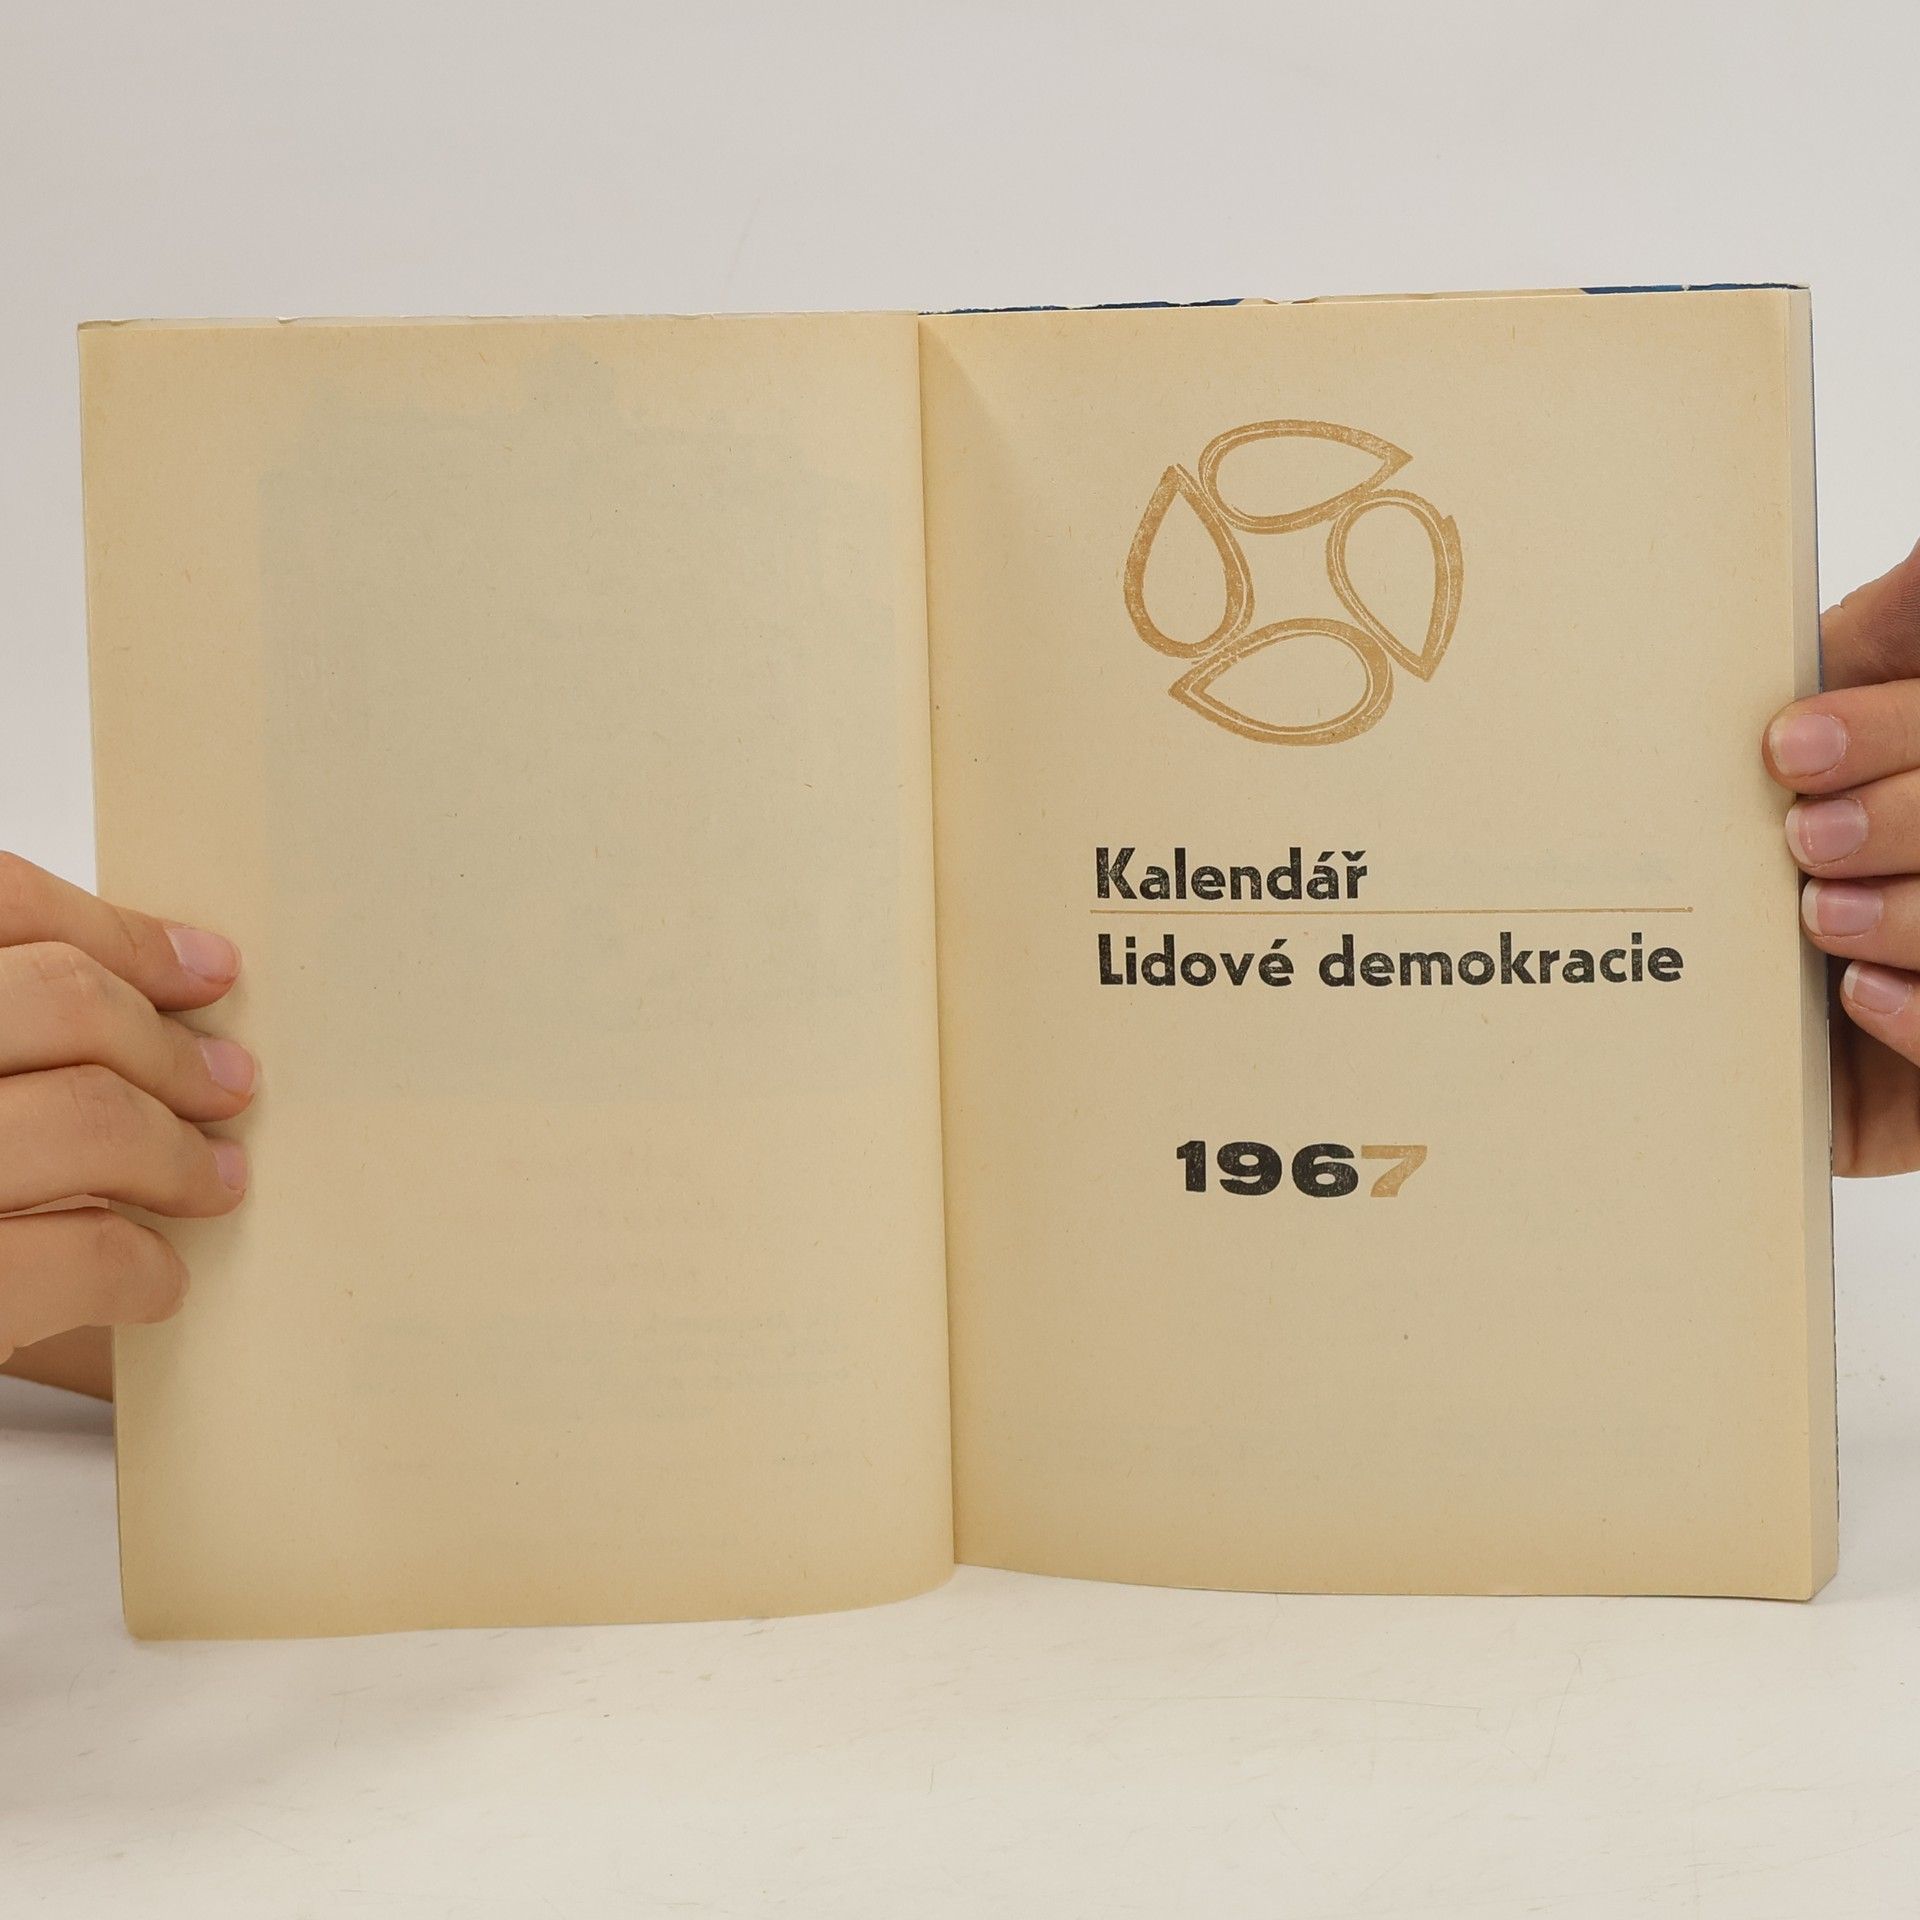 Kalendář
Lidové demokracie
1967